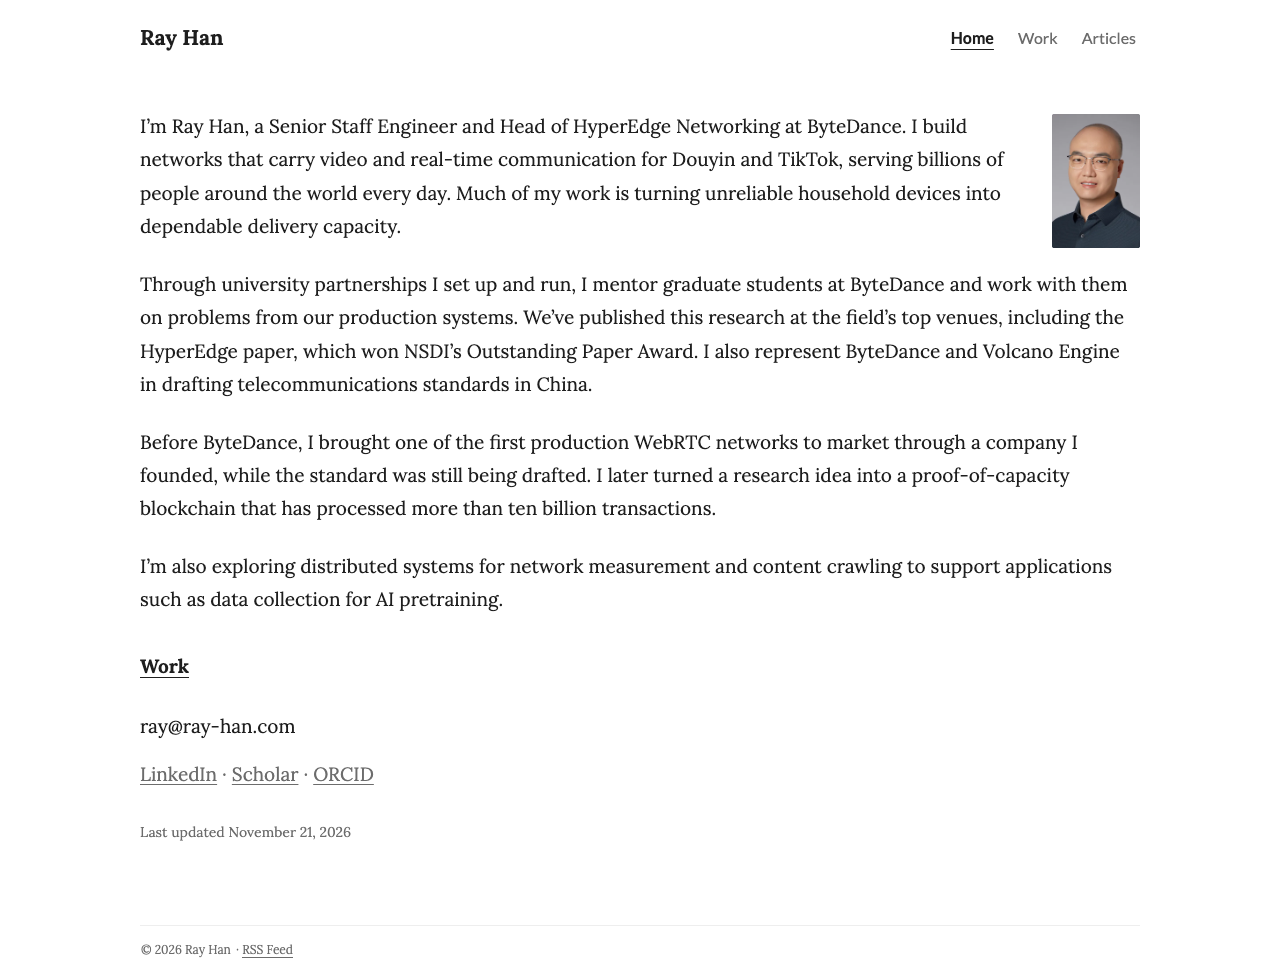 Ray Han
Home Work Articles
I’m Ray Han, a Senior Staff Engineer and Head of HyperEdge Networking at ByteDance. I build
networks that carry video and real-time communication for Douyin and TikTok, serving billions of
people around the world every day. Much of my work is turning unreliable household devices into
dependable delivery capacity.
Through university partnerships I set up and run, I mentor graduate students at ByteDance and work with them
on problems from our production systems. We’ve published this research at the field’s top venues, including the
HyperEdge paper, which won NSDI’s Outstanding Paper Award. I also represent ByteDance and Volcano Engine
in drafting telecommunications standards in China.
Before ByteDance, I brought one of the first production WebRTC networks to market through a company I
founded, while the standard was still being drafted. I later turned a research idea into a proof-of-capacity
blockchain that has processed more than ten billion transactions.
I’m also exploring distributed systems for network measurement and content crawling to support applications
such as data collection for AI pretraining.
Work
ray@ray-han.com
LinkedIn · Scholar · ORCID
Last updated November 21, 2026
© 2026 Ray Han · RSS Feed